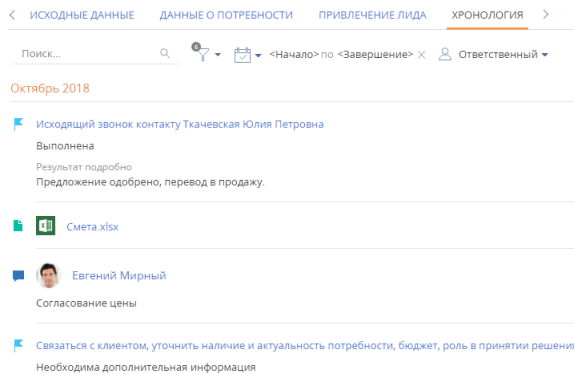 ИСХОДНЫЕ ДАННЫЕ ДАННЫЕ О ПОТРЕБНОСТИ ПРИВЛЕЧЕНИЕ ЛИДА ХРОНОЛОГИЯ
Поиск... 6 <Начало> по <Завершение> Ответственный
Октябрь 2018
Исходящий звонок контакту Ткачевская Юлия Петровна
Выполнена
Результат подробно
Предложение одобрено, перевод в продажу.
Смета.xlsx
Евгений Мирный
Согласование цены
Связаться с клиентом, уточнить наличие и актуальность потребности, бюджет, роль в принятии решения
Необходима дополнительная информация